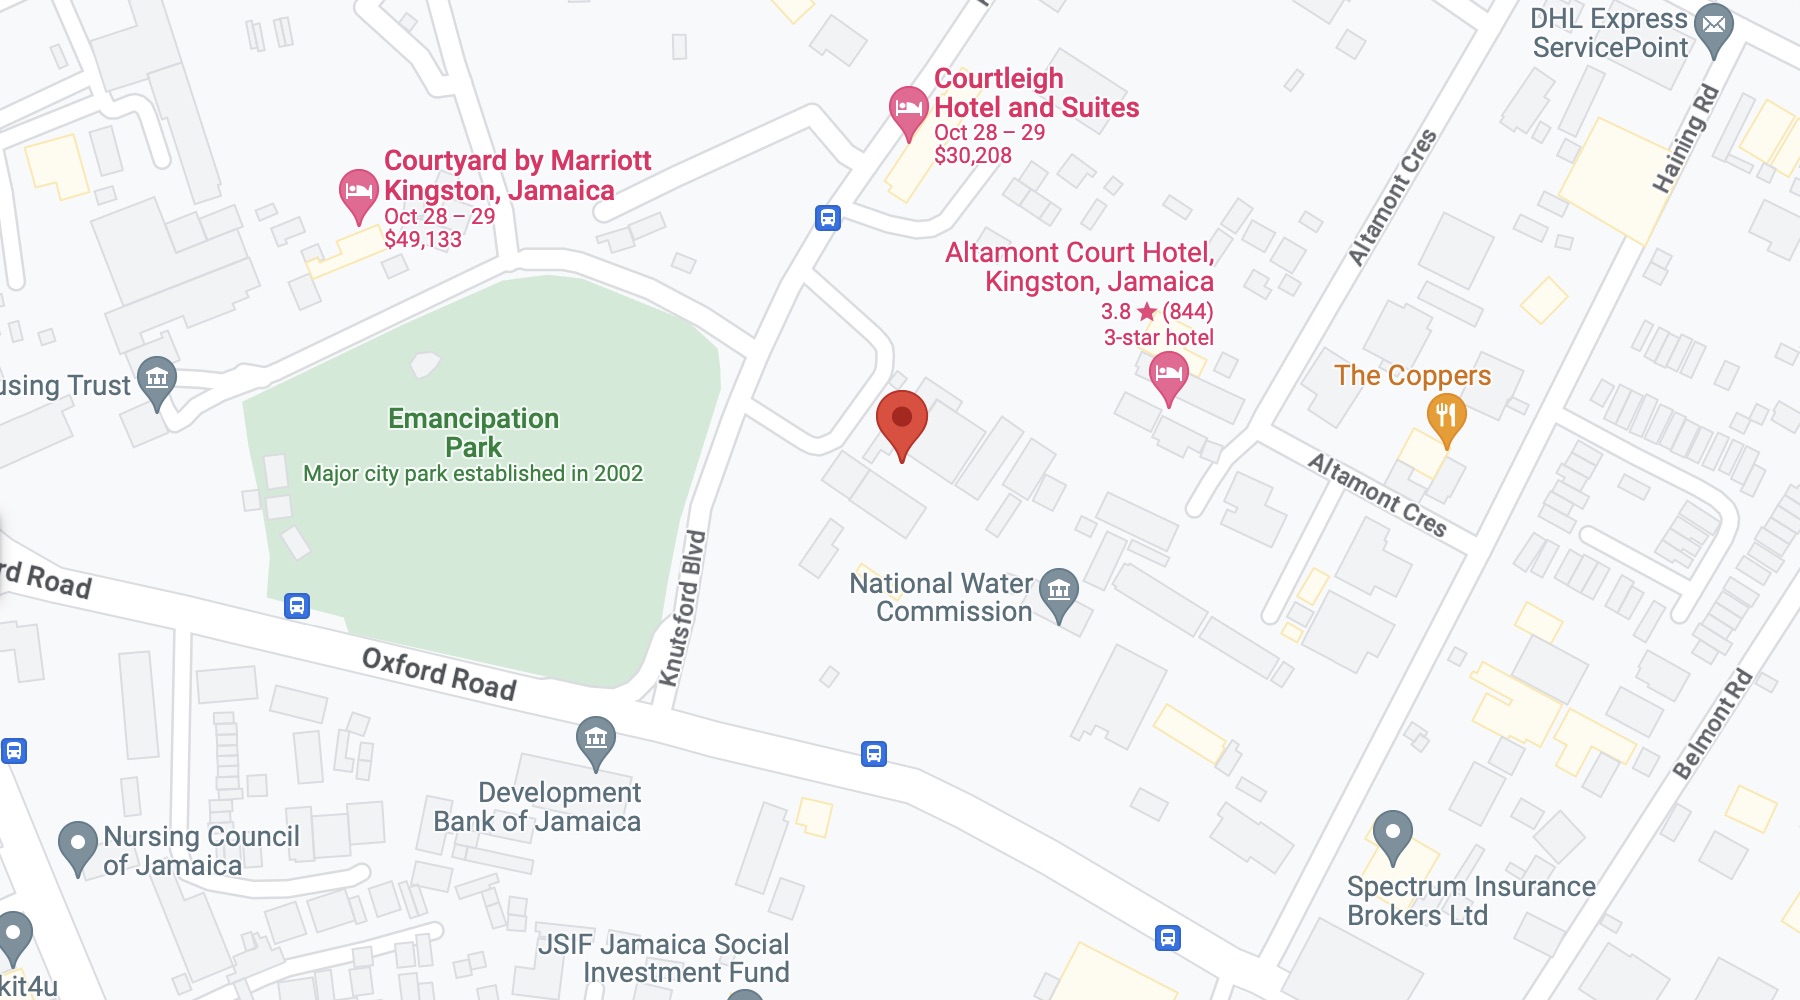 DHL Express
ServicePoint
Courtleigh
Hotel and Suites
Oct 28 – 29
$30,208
Haining Rd
Altamont Cres
Courtyard by Marriott
Kingston, Jamaica
Oct 28 – 29
$49,133
Altamont Court Hotel,
Kingston, Jamaica
3.8 ★ (844)
3-star hotel
using Trust
The Coppers
Emancipation
Park
Major city park established in 2002
Altamont Cres
rd Road
Knutsford Blvd
National Water
Commission
Oxford Road
Belmont Rd
Development
Bank of Jamaica
Nursing Council
of Jamaica
Spectrum Insurance
Brokers Ltd
JSIF Jamaica Social
Investment Fund
kit4u